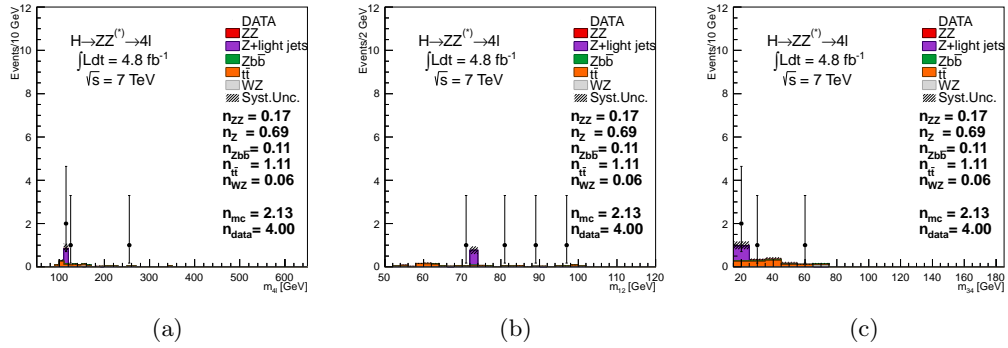 Events/10 GeV
12
10
8
6
4
2
0
H→ZZ(*)→4l
∫Ldt = 4.8 fb-1
√s = 7 TeV
DATA
ZZ
Z+light jets
Zbb̄
tt̄
WZ
Syst.Unc.
nZZ = 0.17
nZ = 0.69
nZbb̄ = 0.11
ntt̄ = 1.11
nWZ = 0.06
nmc = 2.13
ndata = 4.00
100 200 300 400 500 600
m4l [GeV]
(a)
Events/2 GeV
12
10
8
6
4
2
0
H→ZZ(*)→4l
∫Ldt = 4.8 fb-1
√s = 7 TeV
DATA
ZZ
Z+light jets
Zbb̄
tt̄
WZ
Syst.Unc.
nZZ = 0.17
nZ = 0.69
nZbb̄ = 0.11
ntt̄ = 1.11
nWZ = 0.06
nmc = 2.13
ndata = 4.00
50 60 70 80 90 100 110 120
m12 [GeV]
(b)
Events/10 GeV
12
10
8
6
4
2
0
H→ZZ(*)→4l
∫Ldt = 4.8 fb-1
√s = 7 TeV
DATA
ZZ
Z+light jets
Zbb̄
tt̄
WZ
Syst.Unc.
nZZ = 0.17
nZ = 0.69
nZbb̄ = 0.11
ntt̄ = 1.11
nWZ = 0.06
nmc = 2.13
ndata = 4.00
20 40 60 80 100 120 140 160 180
m34 [GeV]
(c)